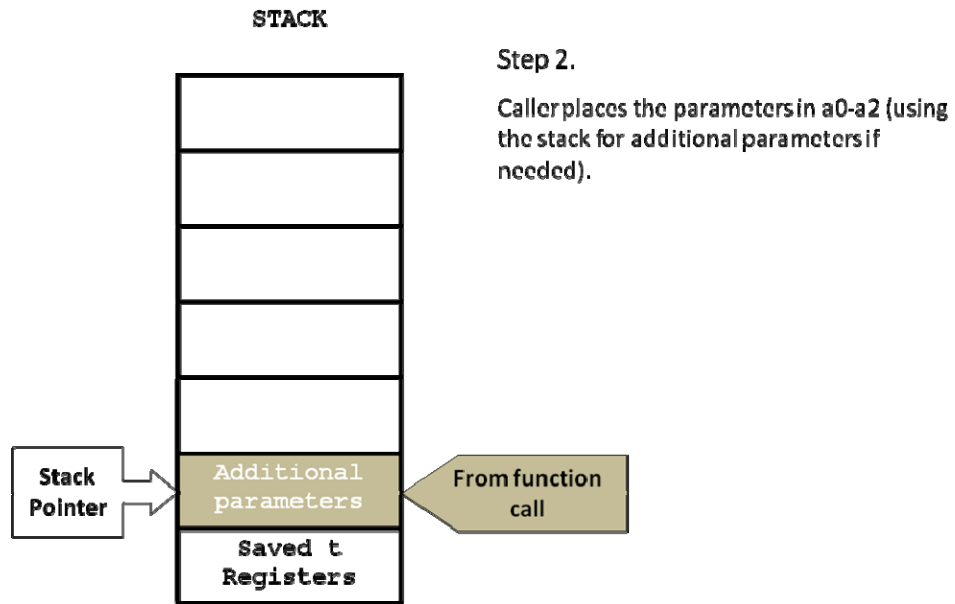 STACK
Step 2.
Caller places the parameters in a0-a2 (using
the stack for additional parameters if
needed).
Stack
Pointer
Additional
parameters
From function
call
Saved t
Registers